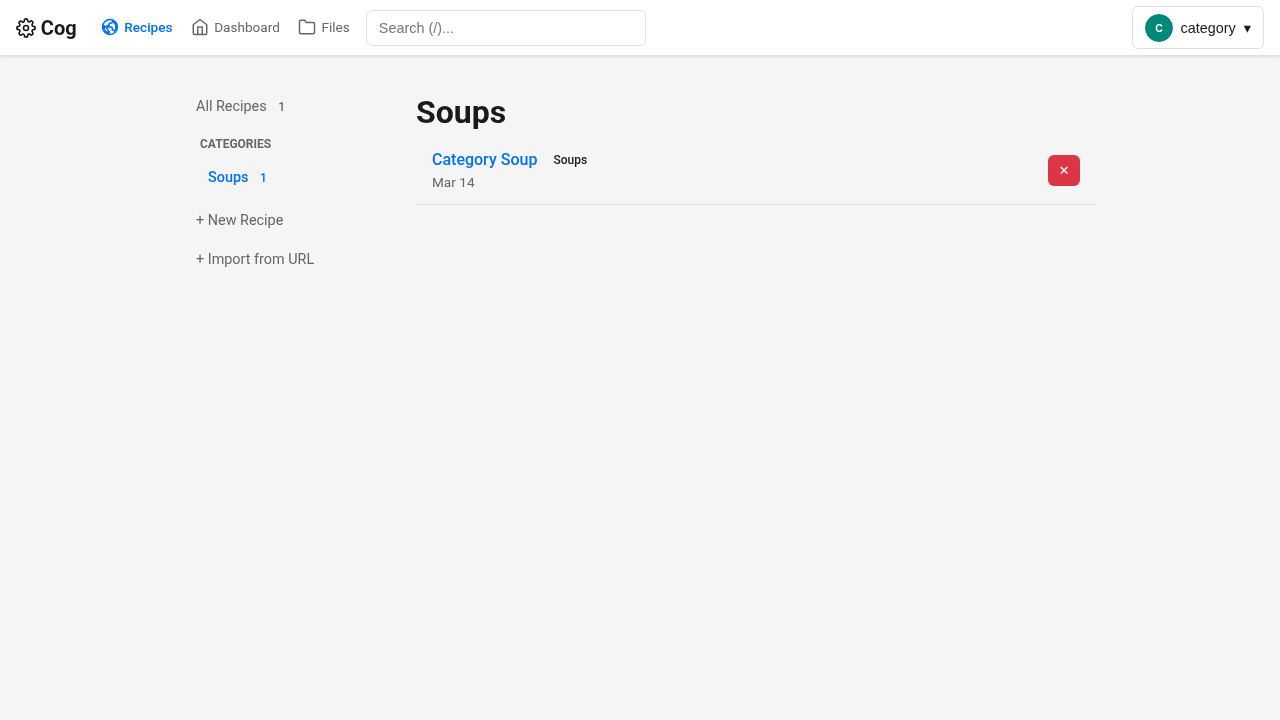 Cog
Recipes
Dashboard
Files
Search (/)...
C
category ▾
All Recipes 1
CATEGORIES
Soups 1
+ New Recipe
+ Import from URL
Soups
Category Soup Soups
Mar 14
×